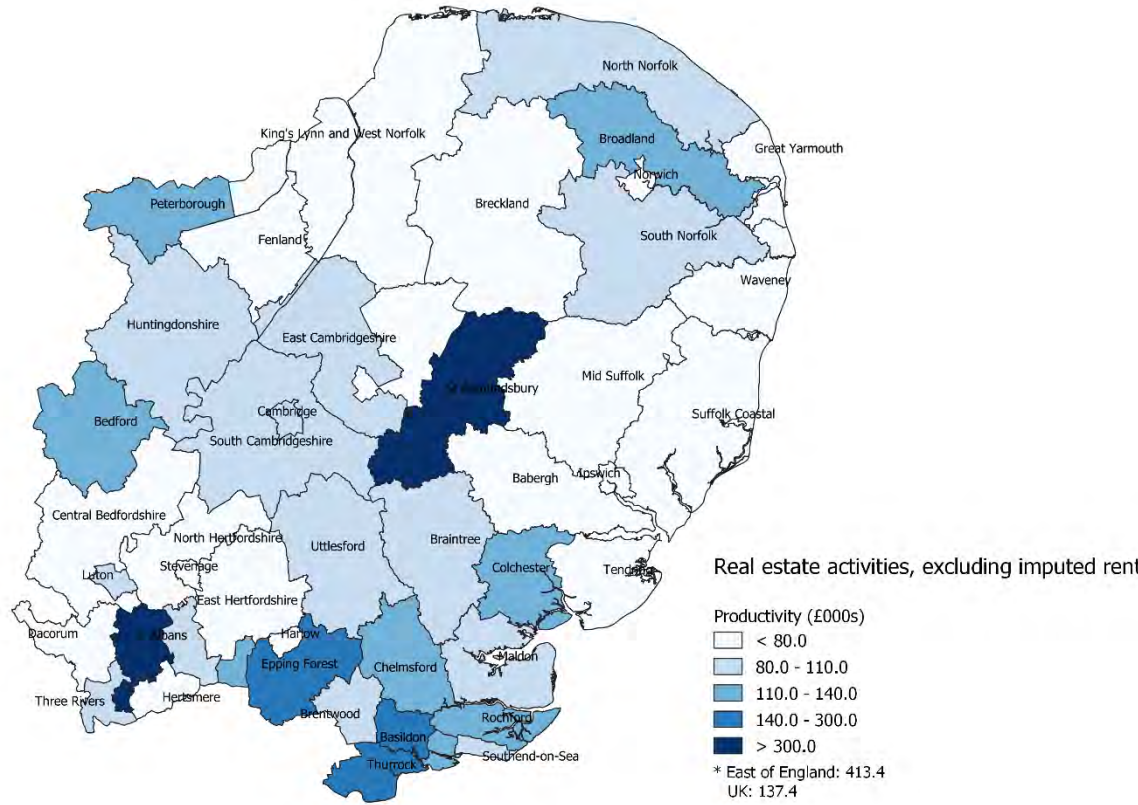 North Norfolk
King's Lynn and West Norfolk
Broadland
Great Yarmouth
Norwich
Breckland
Peterborough
South Norfolk
Fenland
Waveney
Huntingdonshire
East Cambridgeshire
Mid Suffolk
Cambridge
Suffolk Coastal
Bedford
South Cambridgeshire
Babergh
Ipswich
Central Bedfordshire
North Hertfordshire
Uttlesford
Braintree
Stevenage
Colchester
Tendring
Luton
East Hertfordshire
Dacorum
Albans
Harlow
Epping Forest
Chelmsford
Maldon
Three Rivers
Hertsmere
Brentwood
Rochford
Basildon
Southend-on-Sea
Thurrock
Real estate activities, excluding imputed rent
Productivity (£000s)
< 80.0
80.0 - 110.0
110.0 - 140.0
140.0 - 300.0
> 300.0
* East of England: 413.4
UK: 137.4